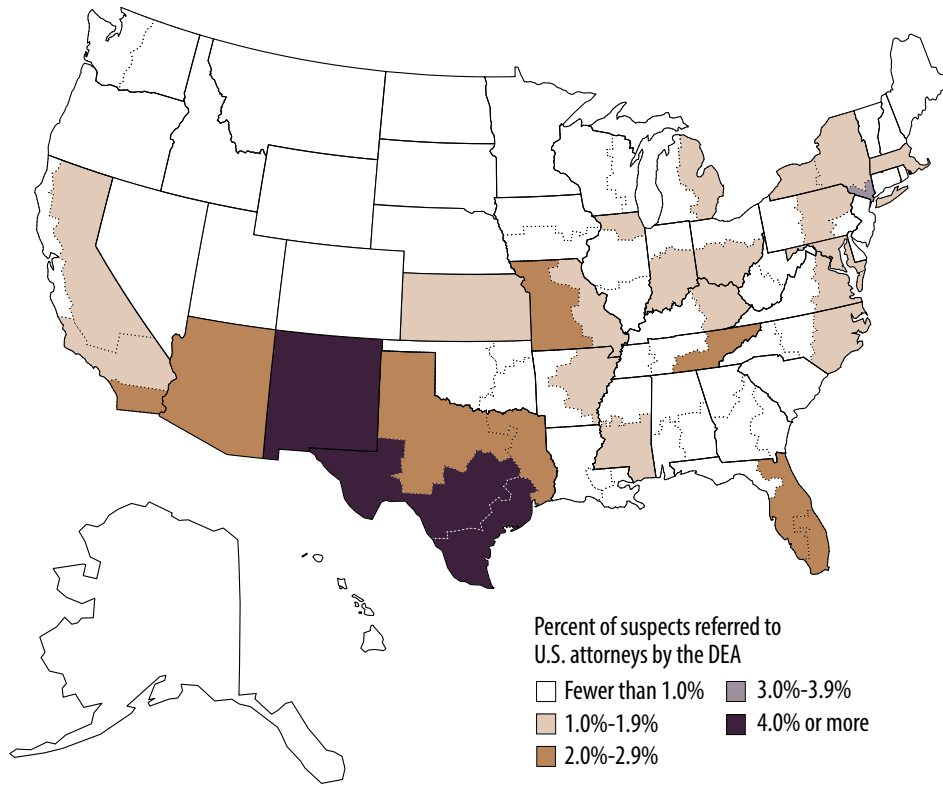 Percent of suspects referred to
U.S. attorneys by the DEA
Fewer than 1.0%
1.0%-1.9%
2.0%-2.9%
3.0%-3.9%
4.0% or more